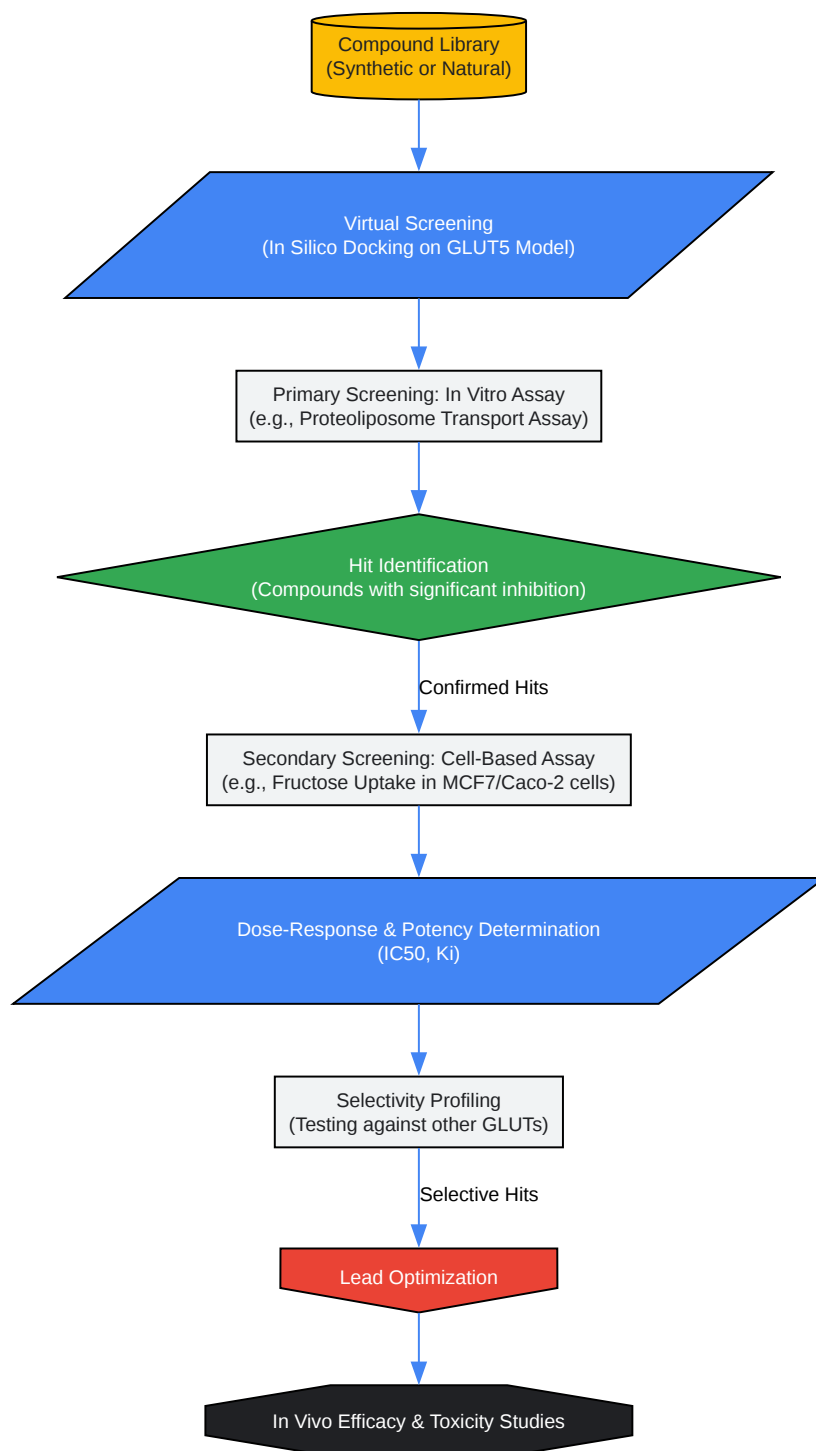 Compound Library
(Synthetic or Natural)
Virtual Screening
(In Silico Docking on GLUT5 Model)
Primary Screening: In Vitro Assay
(e.g., Proteoliposome Transport Assay)
Hit Identification
(Compounds with significant inhibition)
Confirmed Hits
Secondary Screening: Cell-Based Assay
(e.g., Fructose Uptake in MCF7/Caco-2 cells)
Dose-Response & Potency Determination
(IC50, Ki)
Selectivity Profiling
(Testing against other GLUTs)
Selective Hits
Lead Optimization
In Vivo Efficacy & Toxicity Studies